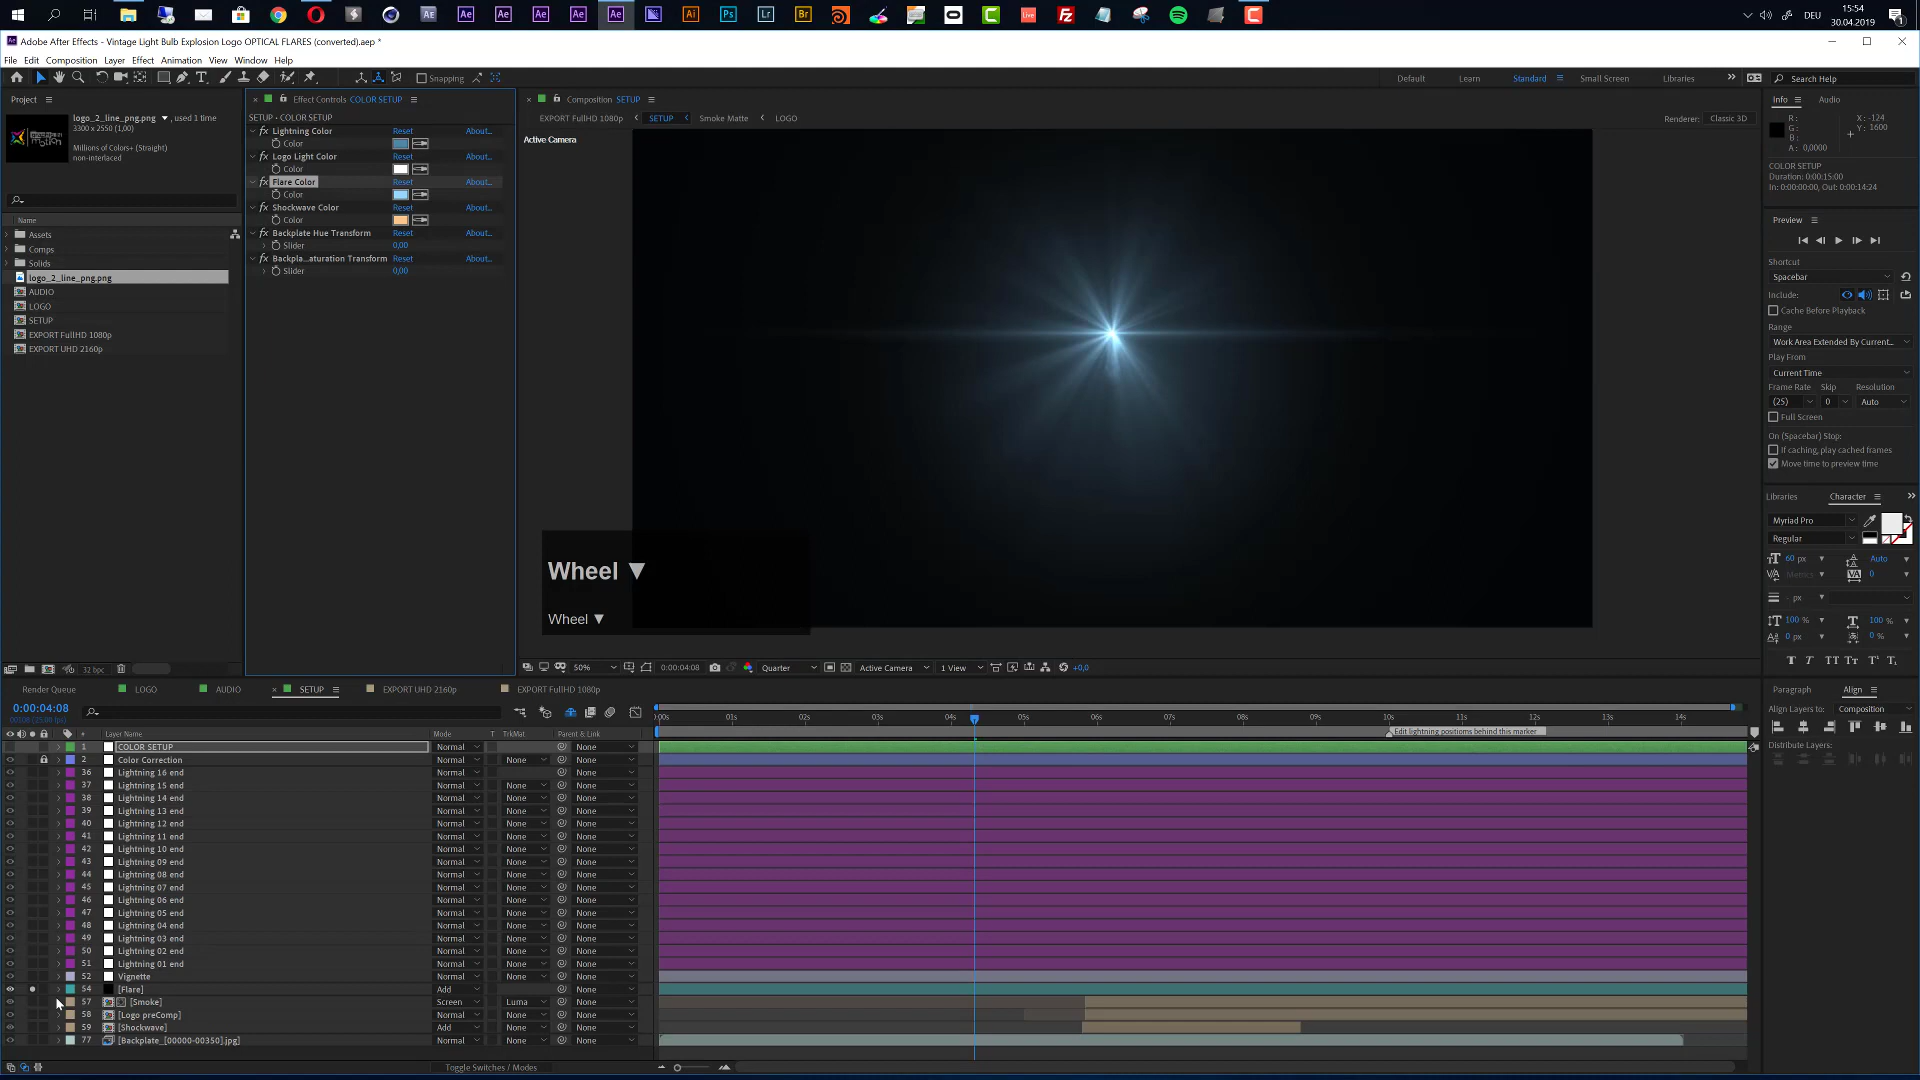 15:54
DEU
30.04.2019
Adobe After Effects - Vintage Light Bulb Explosion Logo OPTICAL FLARES (converted).aep *
File Edit Composition Layer Effect Animation View Window Help
Snapping
Default Learn Standard Small Screen Libraries Search Help
Project
logo_2_line_png.png , used 1 time
3300 x 2550 (1,00)
Millions of Colors+ (Straight)
non-interlaced
Name
Assets
Comps
Solids
logo_2_line_png.png
AUDIO
LOGO
SETUP
EXPORT FullHD 1080p
EXPORT UHD 2160p
32 bpc
Effect Controls COLOR SETUP
SETUP • COLOR SETUP
Lightning Color Reset About...
Color
Logo Light Color Reset About...
Color
Flare Color Reset About...
Color
Shockwave Color Reset About...
Color
Backplate Hue Transform Reset About...
Slider 0,00
Backpla...aturation Transform Reset About...
Slider 0,00
Composition SETUP
EXPORT FullHD 1080p SETUP Smoke Matte LOGO
Renderer: Classic 3D
Active Camera
Wheel ▼
Wheel ▼
50% 0:00:04:08 Quarter Active Camera 1 View +0,0
Info Audio
R: X: -124
G: Y: 1600
B:
A: 0,0000
COLOR SETUP
Duration: 0:00:15:00
In: 0:00:00:00, Out: 0:00:14:24
Preview
Shortcut
Spacebar
Include:
Cache Before Playback
Range
Work Area Extended By Current...
Play From
Current Time
Frame Rate Skip Resolution
(25) 0 Auto
Full Screen
On (Spacebar) Stop:
If caching, play cached frames
Move time to preview time
Libraries Character
Myriad Pro
Regular
60 px Auto
Metrics 0
- px
100 % 100 %
0 px 0 %
Paragraph Align
Align Layers to: Composition
Distribute Layers:
Render Queue LOGO AUDIO SETUP EXPORT UHD 2160p EXPORT FullHD 1080p
0:00:04:08
# Layer Name Mode T TrkMat Parent & Link
01s 02s 03s 04s 05s 06s 07s 08s 09s 10s 11s 12s 13s 14s
Edit lightning positions behind this marker
1 COLOR SETUP Normal None
2 Color Correction Normal None None
36 Lightning 16 end Normal None None
37 Lightning 15 end Normal None None
38 Lightning 14 end Normal None None
39 Lightning 13 end Normal None None
40 Lightning 12 end Normal None None
41 Lightning 11 end Normal None None
42 Lightning 10 end Normal None None
43 Lightning 09 end Normal None None
44 Lightning 08 end Normal None None
45 Lightning 07 end Normal None None
46 Lightning 06 end Normal None None
47 Lightning 05 end Normal None None
48 Lightning 04 end Normal None None
49 Lightning 03 end Normal None None
50 Lightning 02 end Normal None None
51 Lightning 01 end Normal None None
52 Vignette Normal None None
54 [Flare] Add None None
57 [Smoke] Screen Luma None
58 [Logo preComp] Normal None None
59 [Shockwave] Add None None
77 [Backplate_[00000-00350].jpg] Normal None None
Toggle Switches / Modes